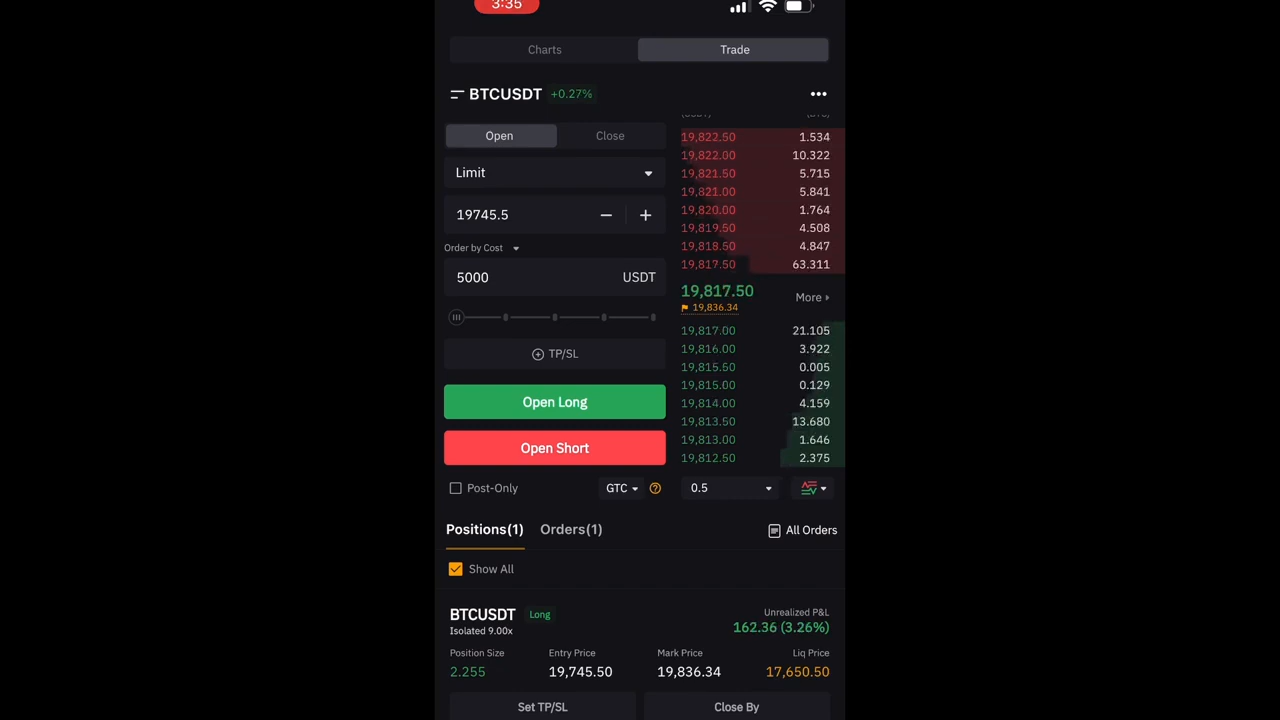 3:35
Charts Trade
BTCUSDT +0.27% •••
Open Close
Limit
19745.5 − +
Order by Cost
5000 USDT
TP/SL
Open Long
Open Short
Post-Only GTC
19,822.50 1.534
19,822.00 10.322
19,821.50 5.715
19,821.00 5.841
19,820.00 1.764
19,819.50 4.508
19,818.50 4.847
19,817.50 63.311
19,817.50 More
19,836.34
19,817.00 21.105
19,816.00 3.922
19,815.50 0.005
19,815.00 0.129
19,814.00 4.159
19,813.50 13.680
19,813.00 1.646
19,812.50 2.375
0.5
Positions(1) Orders(1) All Orders
Show All
BTCUSDT Long Unrealized P&L
Isolated 9.00x 162.36 (3.26%)
Position Size Entry Price Mark Price Liq Price
2.255 19,745.50 19,836.34 17,650.50
Set TP/SL Close By